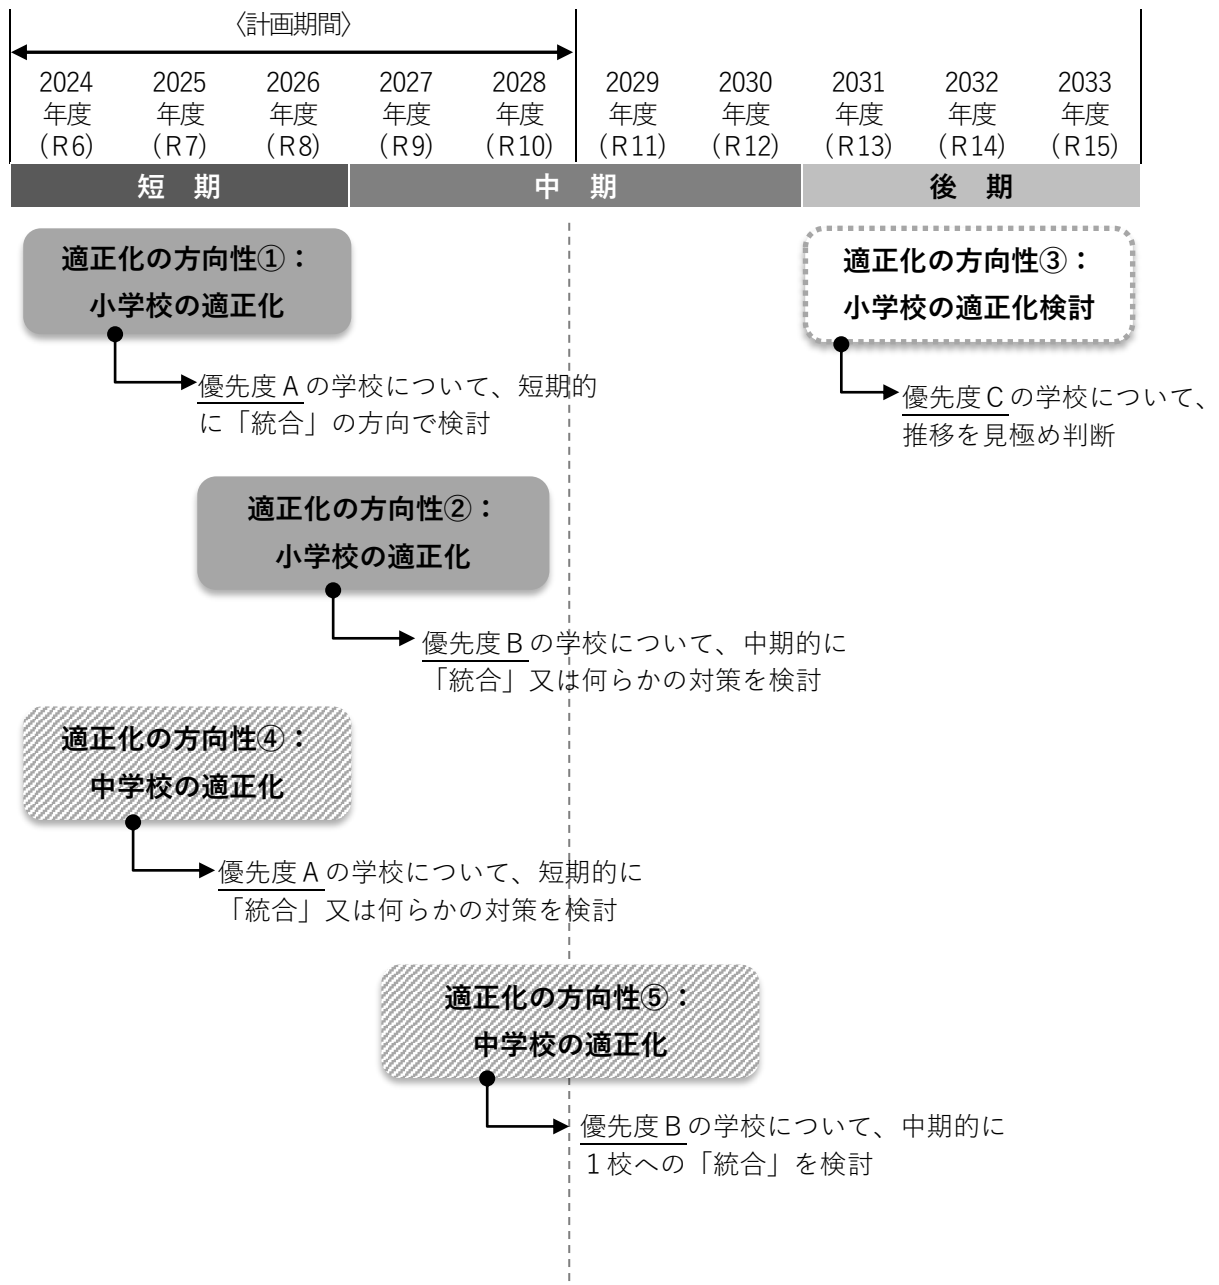 〈計画期間〉
2024 2025 2026 2027 2028 2029 2030 2031 2032 2033
年度 年度 年度 年度 年度 年度 年度 年度 年度 年度
(R6) (R7) (R8) (R9) (R10) (R11) (R12) (R13) (R14) (R15)
短 期 中 期 後 期
適正化の方向性①：
小学校の適正化
優先度Aの学校について、短期的
に「統合」の方向で検討
適正化の方向性③：
小学校の適正化検討
優先度Cの学校について、
推移を見極め判断
適正化の方向性②：
小学校の適正化
優先度Bの学校について、中期的に
「統合」又は何らかの対策を検討
適正化の方向性④：
中学校の適正化
優先度Aの学校について、短期的に
「統合」又は何らかの対策を検討
適正化の方向性⑤：
中学校の適正化
優先度Bの学校について、中期的に
１校への「統合」を検討